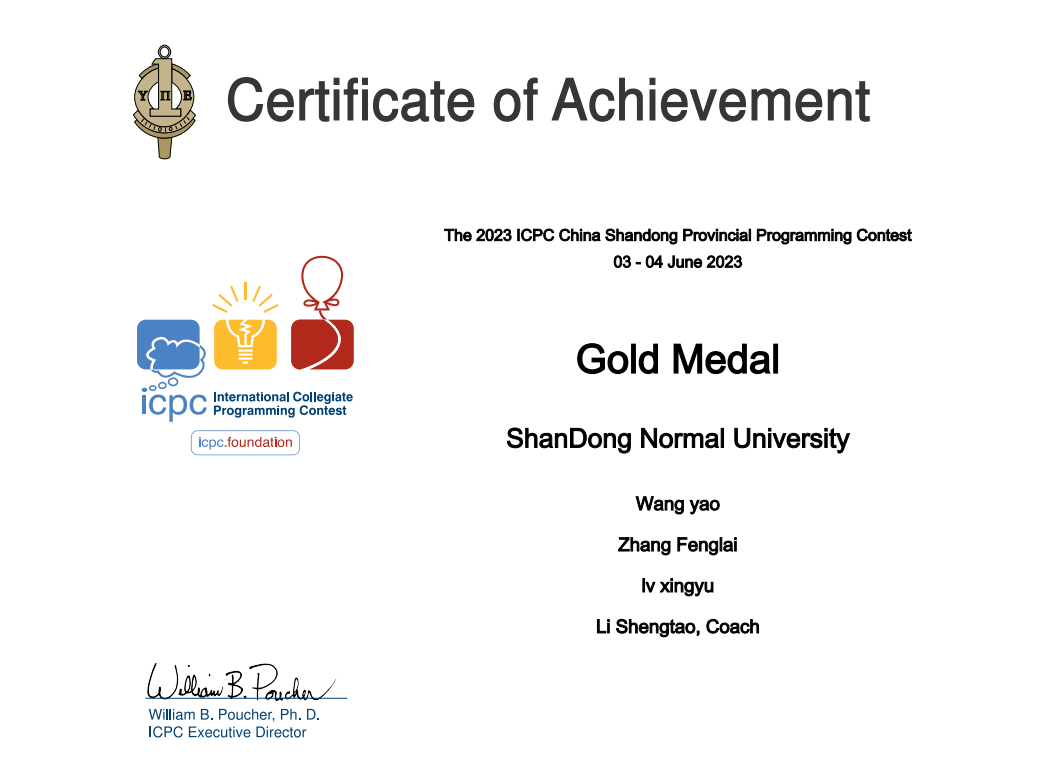 Υ Π Ε
Certificate of Achievement
The 2023 ICPC China Shandong Provincial Programming Contest
03 - 04 June 2023
icpc International Collegiate
Programming Contest
icpc.foundation
Gold Medal
ShanDong Normal University
Wang yao
Zhang Fenglai
lv xingyu
Li Shengtao, Coach
William B. Poucher
William B. Poucher, Ph. D.
ICPC Executive Director